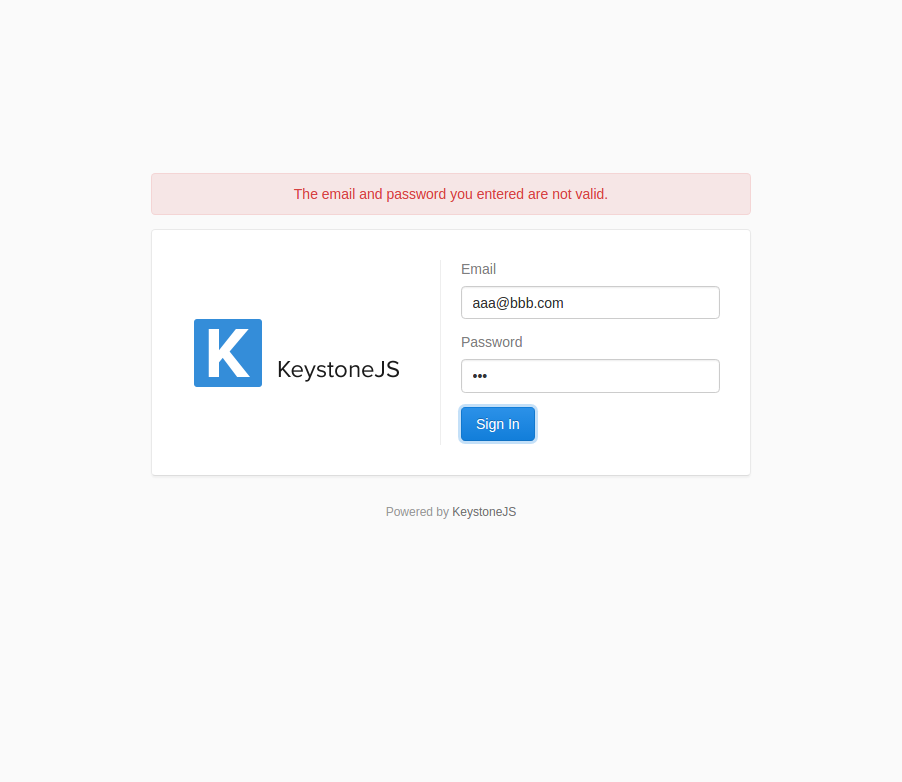 The email and password you entered are not valid.
K KeystoneJS
Email
aaa@bbb.com
Password
•••
Sign In
Powered by KeystoneJS